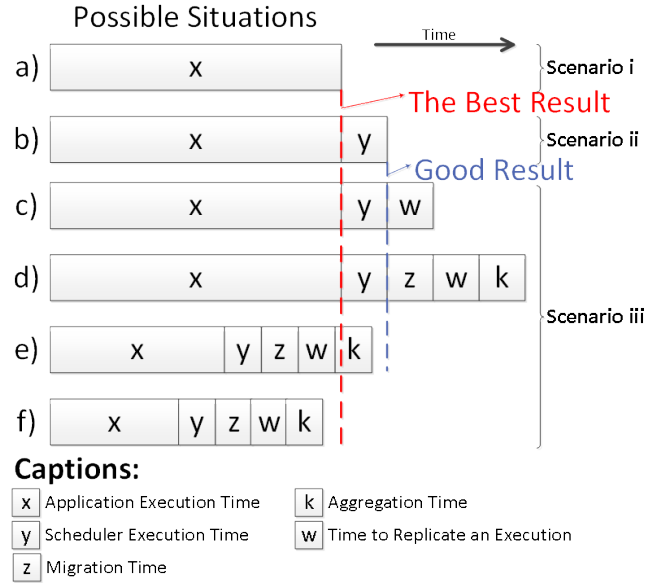 Possible Situations
Time
a) x Scenario i
The Best Result
b) x y Scenario ii
Good Result
c) x y w
d) x y z w k
Scenario iii
e) x y z w k
f) x y z w k
Captions:
x Application Execution Time k Aggregation Time
y Scheduler Execution Time w Time to Replicate an Execution
z Migration Time